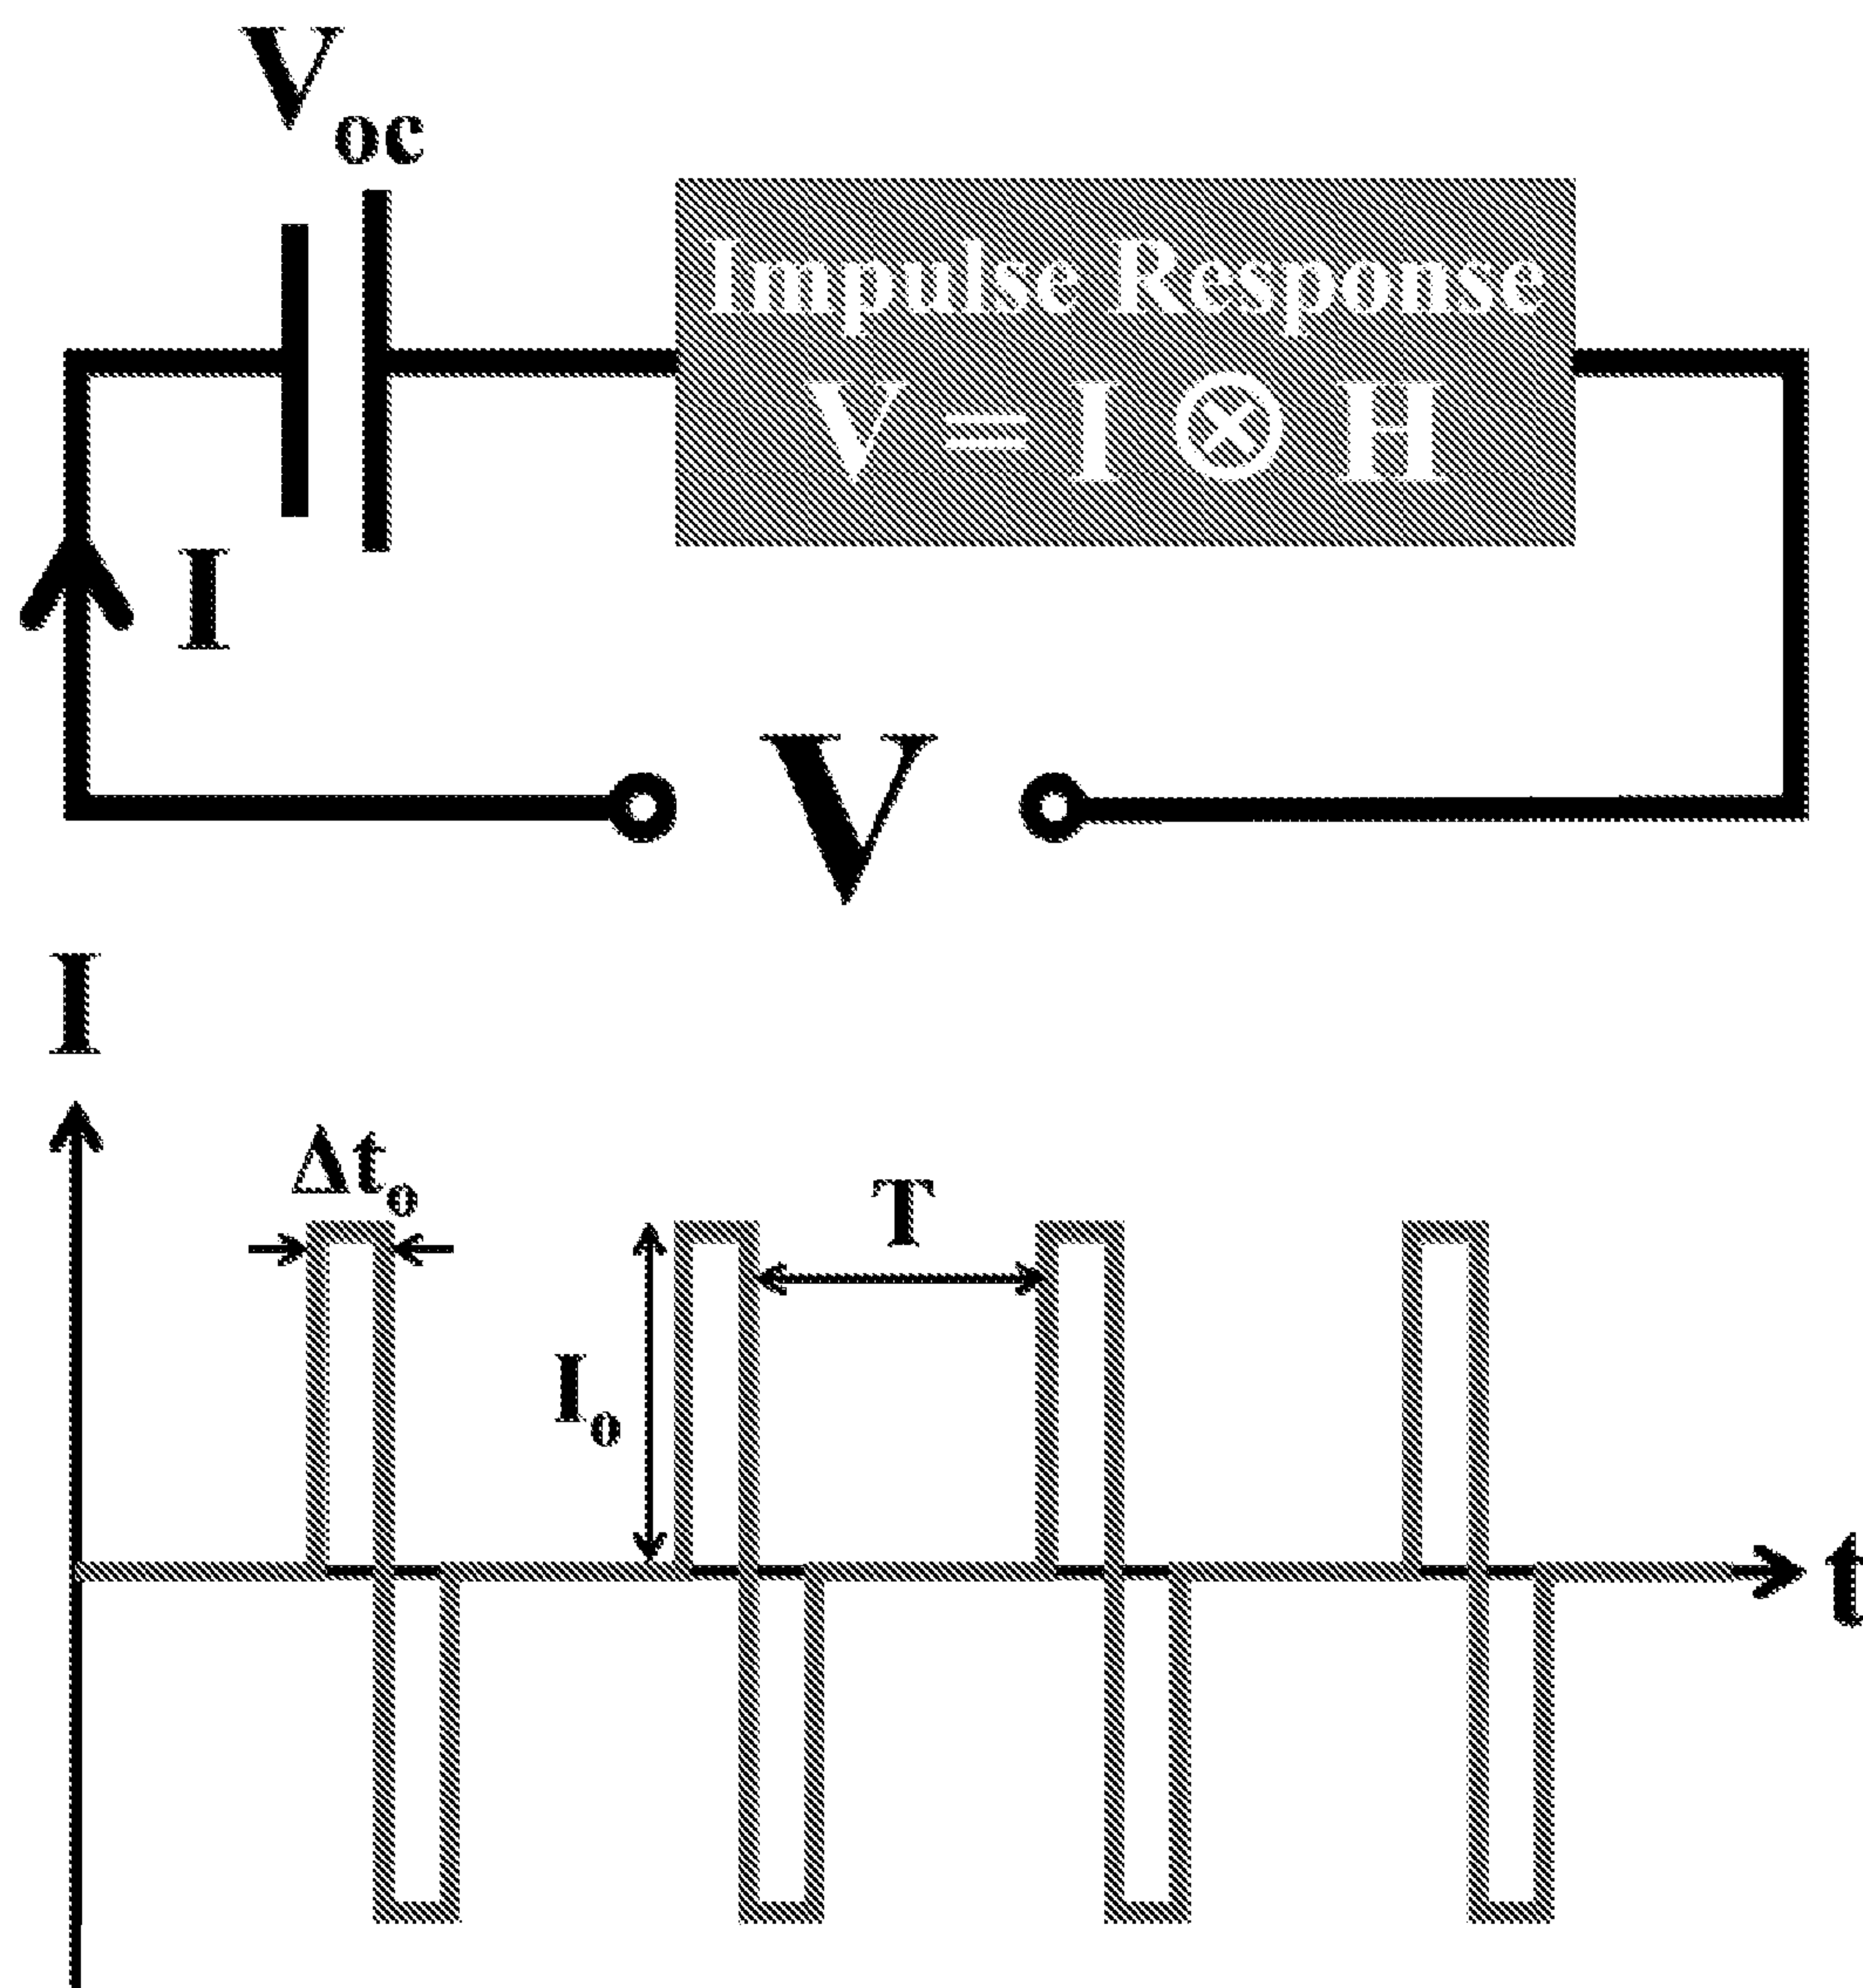 Voc
Impulse Response
V = I ⊗ H
I
V
I
Δto
T
Io
t